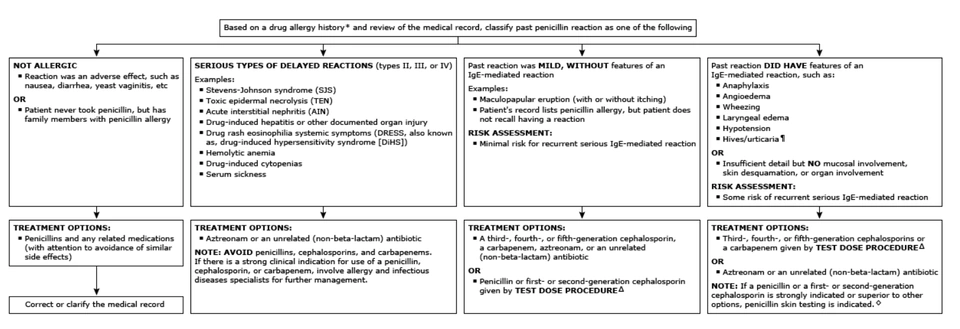 Based on a drug allergy history* and review of the medical record, classify past penicillin reaction as one of the following
NOT ALLERGIC
▪ Reaction was an adverse effect, such as
nausea, diarrhea, yeast vaginitis, etc
OR
▪ Patient never took penicillin, but has
family members with penicillin allergy
SERIOUS TYPES OF DELAYED REACTIONS (types II, III, or IV)
Examples:
▪ Stevens-Johnson syndrome (SJS)
▪ Toxic epidermal necrolysis (TEN)
▪ Acute interstitial nephritis (AIN)
▪ Drug-induced hepatitis or other documented organ injury
▪ Drug rash eosinophilia systemic symptoms (DRESS, also known
as, drug-induced hypersensitivity syndrome [DiHS])
▪ Hemolytic anemia
▪ Drug-induced cytopenias
▪ Serum sickness
Past reaction was MILD, WITHOUT features of an
IgE-mediated reaction
Examples:
▪ Maculopapular eruption (with or without itching)
▪ Patient's record lists penicillin allergy, but patient does
not recall having a reaction
RISK ASSESSMENT:
▪ Minimal risk for recurrent serious IgE-mediated reaction
Past reaction DID HAVE features of an
IgE-mediated reaction, such as:
▪ Anaphylaxis
▪ Angioedema
▪ Wheezing
▪ Laryngeal edema
▪ Hypotension
▪ Hives/urticaria¶
OR
▪ Insufficient detail but NO mucosal involvement,
skin desquamation, or organ involvement
RISK ASSESSMENT:
▪ Some risk of recurrent serious IgE-mediated reaction
TREATMENT OPTIONS:
▪ Penicillins and any related medications
(with attention to avoidance of similar
side effects)
Correct or clarify the medical record
TREATMENT OPTIONS:
▪ Aztreonam or an unrelated (non-beta-lactam) antibiotic
NOTE: AVOID penicillins, cephalosporins, and carbapenems.
If there is a strong clinical indication for use of a penicillin,
cephalosporin, or carbapenem, involve allergy and infectious
diseases specialists for further management.
TREATMENT OPTIONS:
▪ A third-, fourth-, or fifth-generation cephalosporin,
a carbapenem, aztreonam, or an unrelated
(non-beta-lactam) antibiotic
OR
▪ Penicillin or first- or second-generation cephalosporin
given by TEST DOSE PROCEDUREΔ
TREATMENT OPTIONS:
▪ Third-, fourth-, or fifth-generation cephalosporins or
a carbapenem given by TEST DOSE PROCEDUREΔ
OR
▪ Aztreonam or an unrelated (non-beta-lactam) antibiotic
NOTE: If a penicillin or a first- or second-generation
cephalosporin is strongly indicated or superior to other
options, penicillin skin testing is indicated.◊